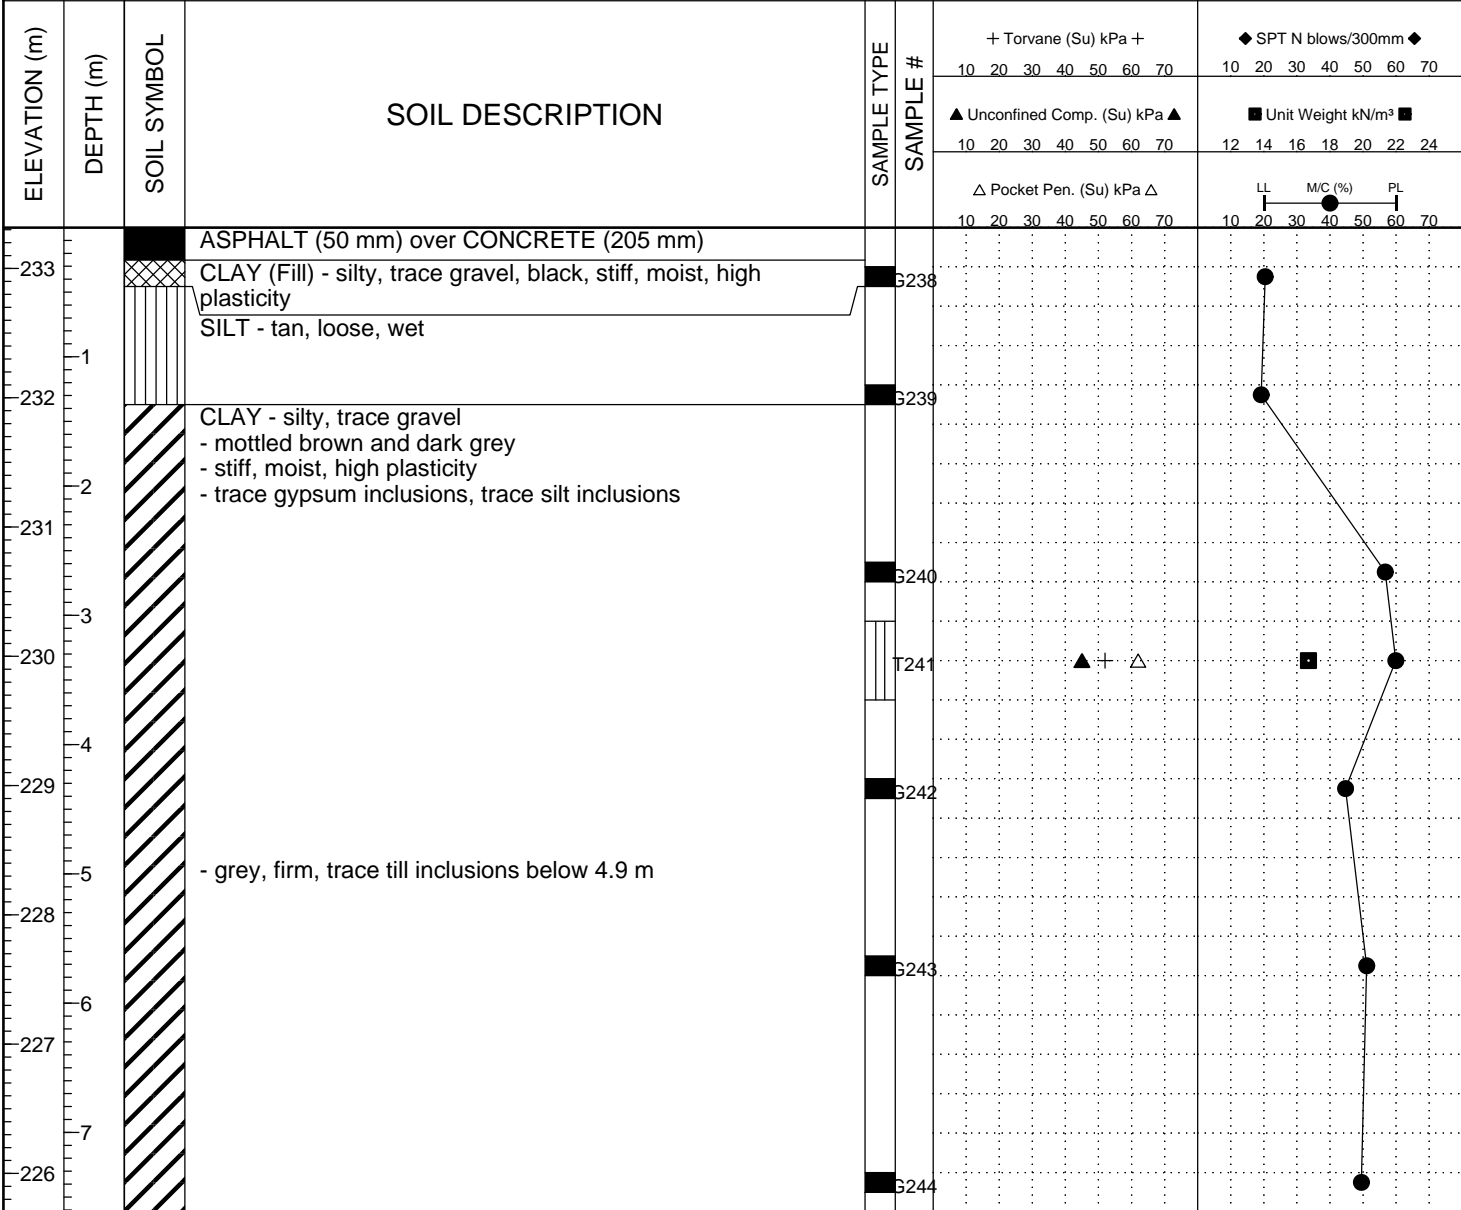 ELEVATION (m)
DEPTH (m)
SOIL SYMBOL
SOIL DESCRIPTION
SAMPLE TYPE
SAMPLE #
+ Torvane (Su) kPa +
10 20 30 40 50 60 70
▲ Unconfined Comp. (Su) kPa ▲
10 20 30 40 50 60 70
△ Pocket Pen. (Su) kPa △
10 20 30 40 50 60 70
◆ SPT N blows/300mm ◆
10 20 30 40 50 60 70
■ Unit Weight kN/m³ ■
12 14 16 18 20 22 24
LL M/C (%) PL
10 20 30 40 50 60 70
ASPHALT (50 mm) over CONCRETE (205 mm)
233
CLAY (Fill) - silty, trace gravel, black, stiff, moist, high
plasticity
G238
SILT - tan, loose, wet
1
232
G239
CLAY - silty, trace gravel
- mottled brown and dark grey
- stiff, moist, high plasticity
- trace gypsum inclusions, trace silt inclusions
2
231
G240
3
230
T241
4
229
G242
- grey, firm, trace till inclusions below 4.9 m
5
228
G243
6
227
7
226
G244